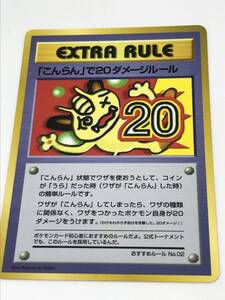 EXTRA RULE
「こんらん」で20ダメージルール
20
「こんらん」状態でワザを使おうとして、コイン
が「うら」だった時（ワザが「こんらん」した時）
の簡単ルールです。
ワザが「こんらん」してしまったら、ワザの種類
に関係なく、ワザをつかったポケモン自身が20
ダメージをうけます。
ポケモンカード初心者におすすめのルールだよ。公式トーナメント
でも、このルールを採用しているんだ。
おすすめルール No.02